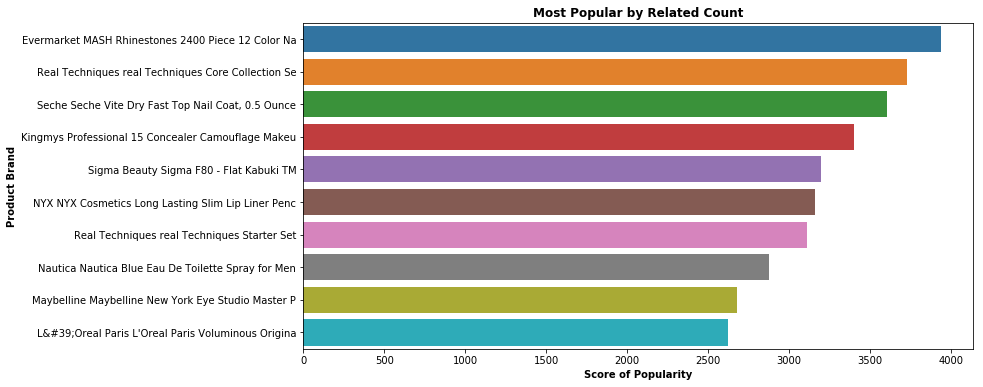 Most Popular by Related Count
Product Brand
Evermarket MASH Rhinestones 2400 Piece 12 Color Na
Real Techniques real Techniques Core Collection Se
Seche Seche Vite Dry Fast Top Nail Coat, 0.5 Ounce
Kingmys Professional 15 Concealer Camouflage Makeu
Sigma Beauty Sigma F80 - Flat Kabuki TM
NYX NYX Cosmetics Long Lasting Slim Lip Liner Penc
Real Techniques real Techniques Starter Set
Nautica Nautica Blue Eau De Toilette Spray for Men
Maybelline Maybelline New York Eye Studio Master P
L&#39;Oreal Paris L'Oreal Paris Voluminous Origina
0 500 1000 1500 2000 2500 3000 3500 4000
Score of Popularity